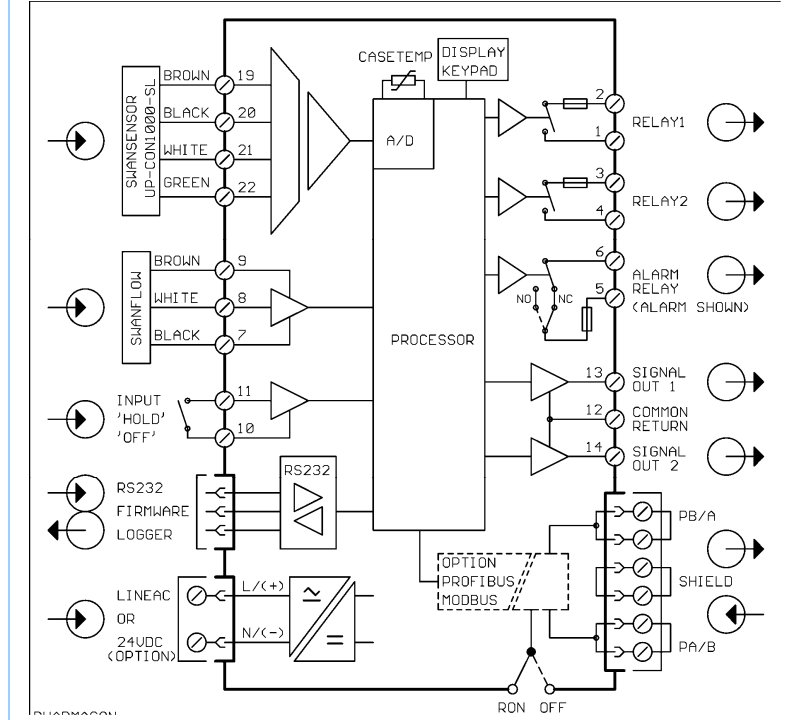 CASETEMP
DISPLAY
KEYPAD
SWANSENSOR
UP-CON1000-SL
BROWN 19
BLACK 20
WHITE 21
GREEN 22
A/D
2
1
RELAY1
3
4
RELAY2
SWANFLOW
BROWN 9
WHITE 8
BLACK 7
6
5
ALARM
RELAY
(ALARM SHOWN)
NO
NC
PROCESSOR
INPUT
'HOLD'
'OFF'
11
10
13
SIGNAL
OUT 1
12
COMMON
RETURN
14
SIGNAL
OUT 2
RS232
FIRMWARE
LOGGER
RS232
PB/A
SHIELD
PA/B
OPTION
PROFIBUS
MODBUS
LINEAC
OR
24VDC
(OPTION)
L/(+)
N/(-)
RON OFF